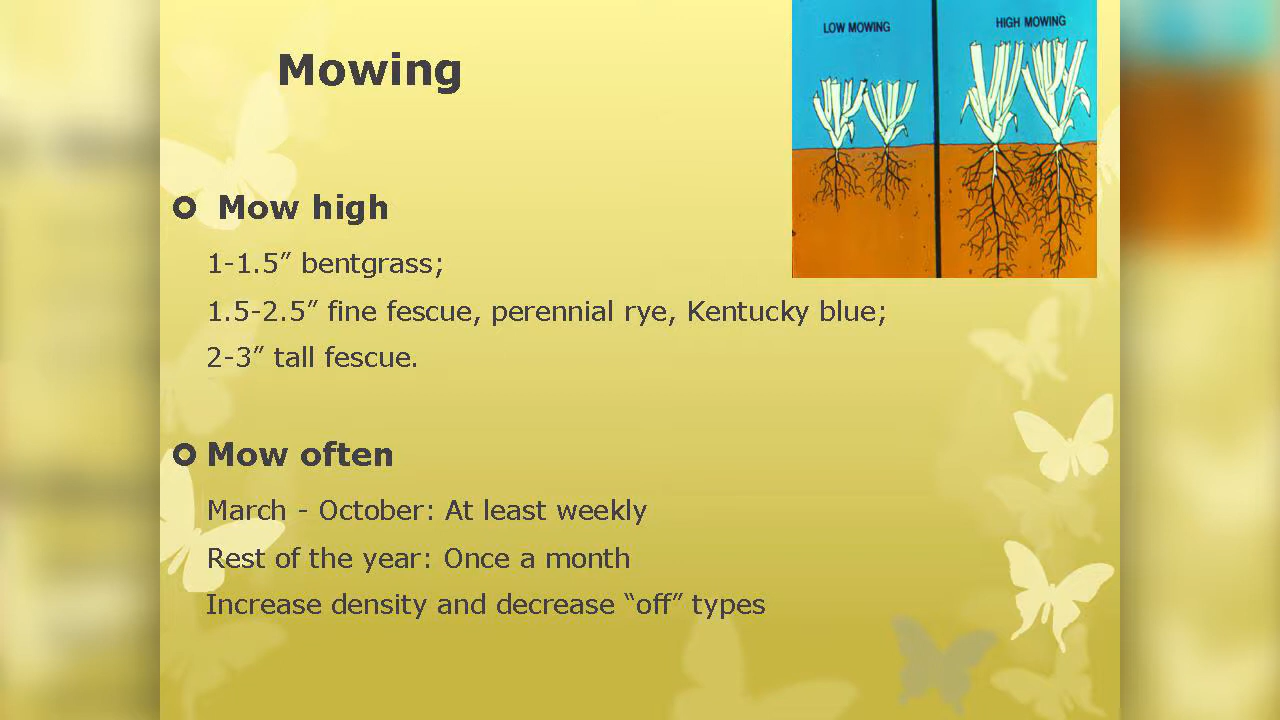 Mowing
LOW MOWING
HIGH MOWING
Mow high
1-1.5” bentgrass;
1.5-2.5” fine fescue, perennial rye, Kentucky blue;
2-3” tall fescue.
Mow often
March - October: At least weekly
Rest of the year: Once a month
Increase density and decrease “off” types